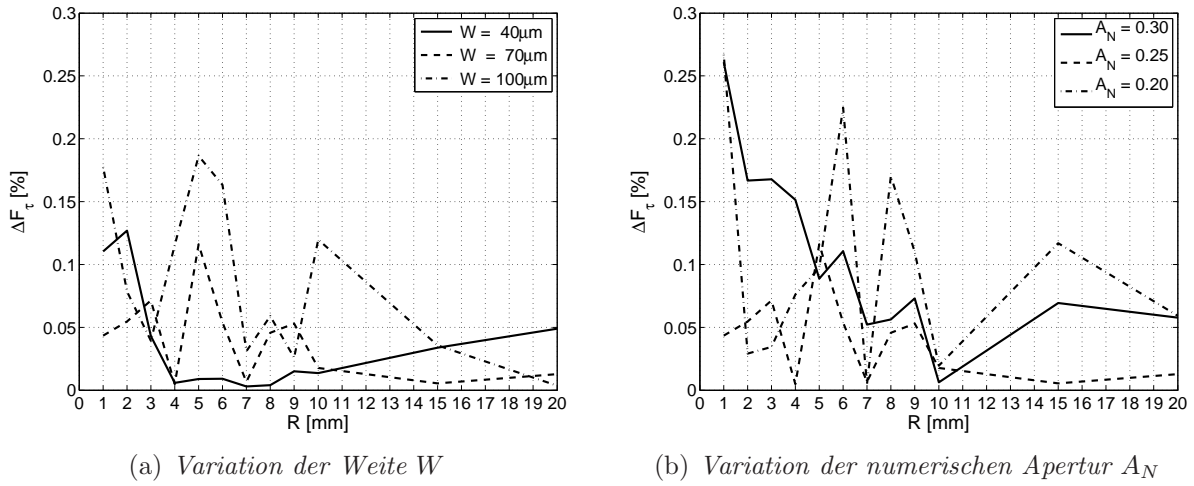 0.3
0.25
0.2
0.15
0.1
0.05
0
ΔF_τ [%]
W = 40μm
W = 70μm
W = 100μm
0 1 2 3 4 5 6 7 8 9 10 11 12 13 14 15 16 17 18 19 20
R [mm]
(a) Variation der Weite W
0.3
0.25
0.2
0.15
0.1
0.05
0
ΔF_τ [%]
A_N = 0.30
A_N = 0.25
A_N = 0.20
0 1 2 3 4 5 6 7 8 9 10 11 12 13 14 15 16 17 18 19 20
R [mm]
(b) Variation der numerischen Apertur A_N